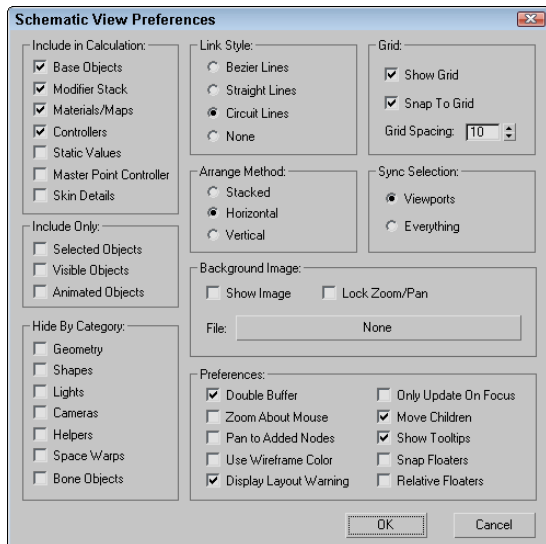 Schematic View Preferences
Include in Calculation:
Base Objects
Modifier Stack
Materials/Maps
Controllers
Static Values
Master Point Controller
Skin Details
Include Only:
Selected Objects
Visible Objects
Animated Objects
Hide By Category:
Geometry
Shapes
Lights
Cameras
Helpers
Space Warps
Bone Objects
Link Style:
Bezier Lines
Straight Lines
Circuit Lines
None
Arrange Method:
Stacked
Horizontal
Vertical
Grid:
Show Grid
Snap To Grid
Grid Spacing: 10
Sync Selection:
Viewports
Everything
Background Image:
Show Image Lock Zoom/Pan
File: None
Preferences:
Double Buffer
Zoom About Mouse
Pan to Added Nodes
Use Wireframe Color
Display Layout Warning
Only Update On Focus
Move Children
Show Tooltips
Snap Floaters
Relative Floaters
OK Cancel